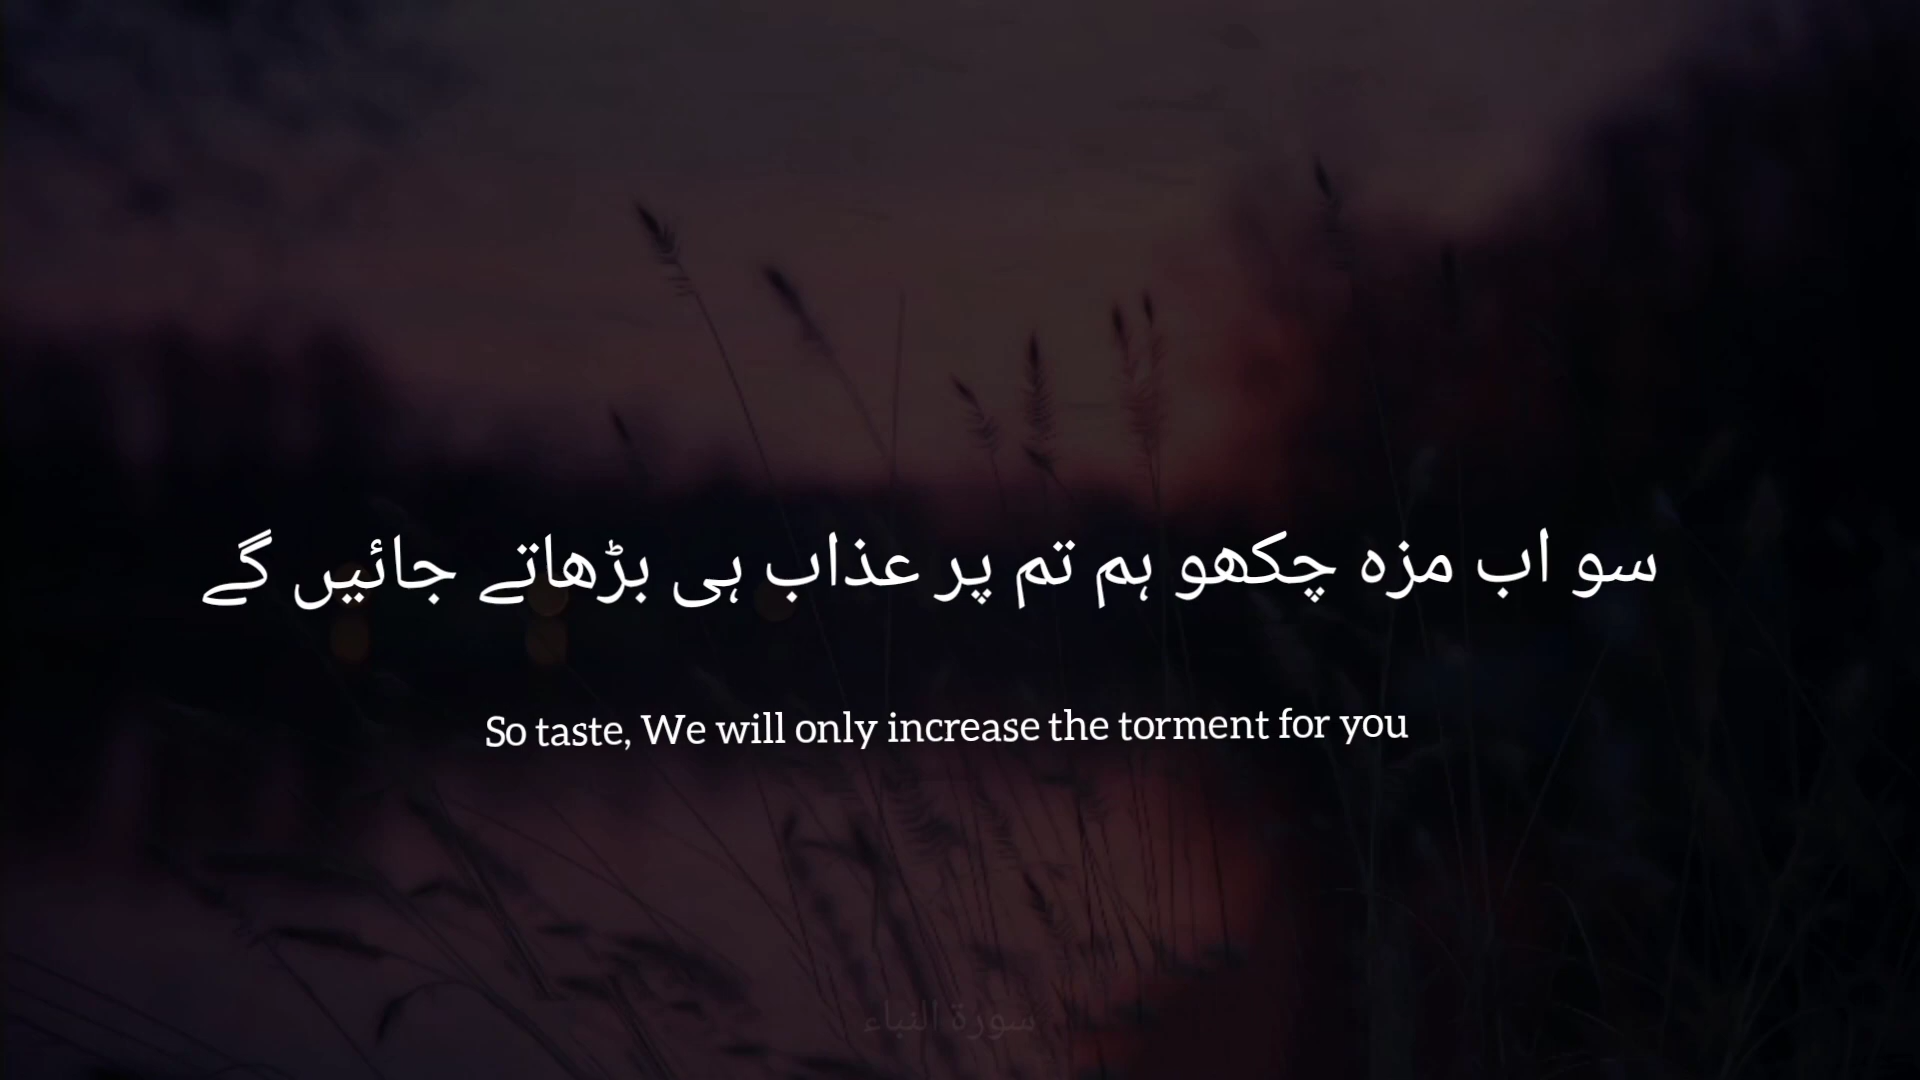 سو اب مزہ چکھو ہم تم پر عذاب ہی بڑھاتے جائیں گے
So taste, We will only increase the torment for you
سورة النباء